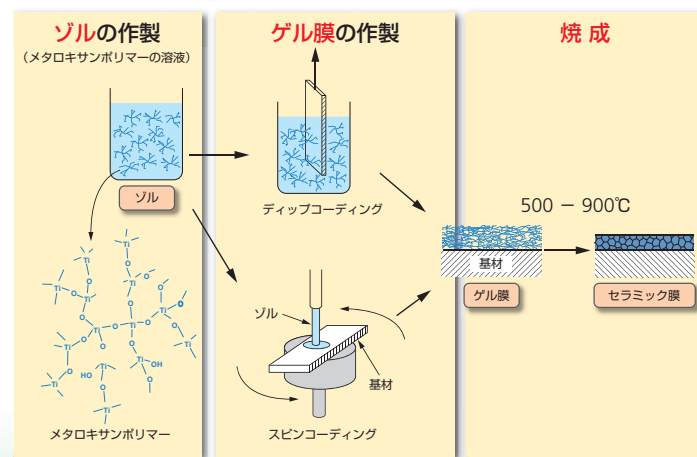 ゾルの作製
(メタロキサンポリマーの溶液)
ゾル
Ti Ti Ti O O O O
Ti Ti Ti O
O O O O
Ti O Ti O Ti
O Ti
Ti Ti OH
HO Ti O
O O
Ti Ti
メタロキサンポリマー
ゲル膜の作製
ディップコーディング
ゾル
基材
スピンコーディング
焼 成
500 − 900℃
基材
ゲル膜
セラミック膜